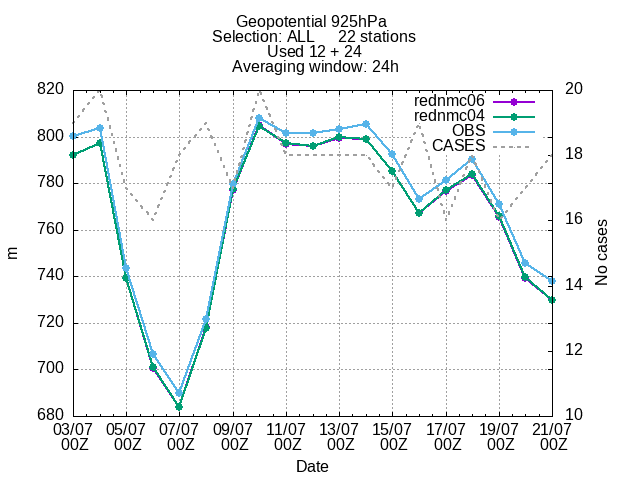 Geopotential 925hPa
Selection: ALL 22 stations
Used 12 + 24
Averaging window: 24h
820 20
rednmc06
rednmc04
OBS
CASES
800 18
780
760 16
m No cases
740 14
720
700 12
680 10
03/07 05/07 07/07 09/07 11/07 13/07 15/07 17/07 19/07 21/07
00Z 00Z 00Z 00Z 00Z 00Z 00Z 00Z 00Z 00Z
Date